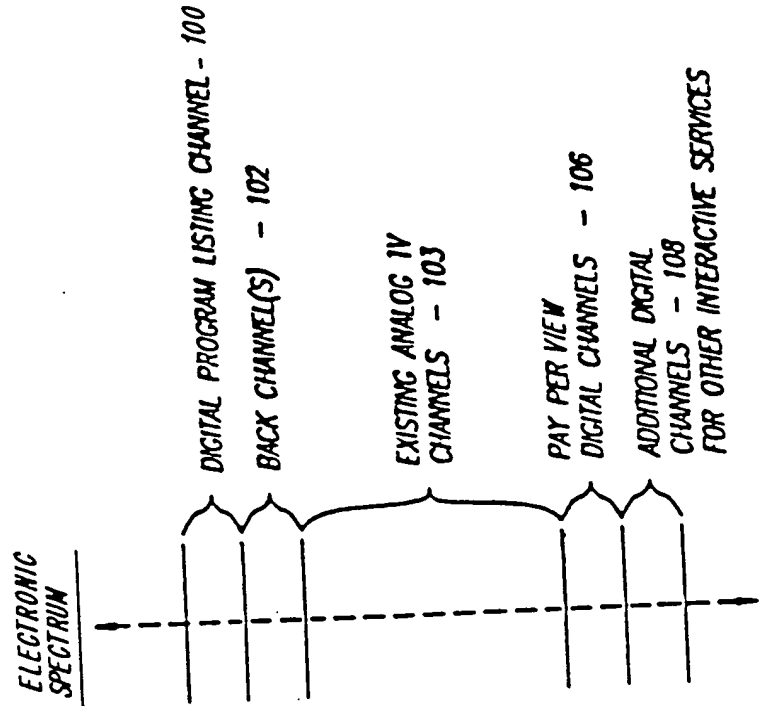 ELECTRONIC
SPECTRUM
DIGITAL PROGRAM LISTING CHANNEL - 100
BACK CHANNEL(S) - 102
EXISTING ANALOG TV
CHANNELS - 103
PAY PER VIEW
DIGITAL CHANNELS - 106
ADDITIONAL DIGITAL
CHANNELS - 108
FOR OTHER INTERACTIVE SERVICES